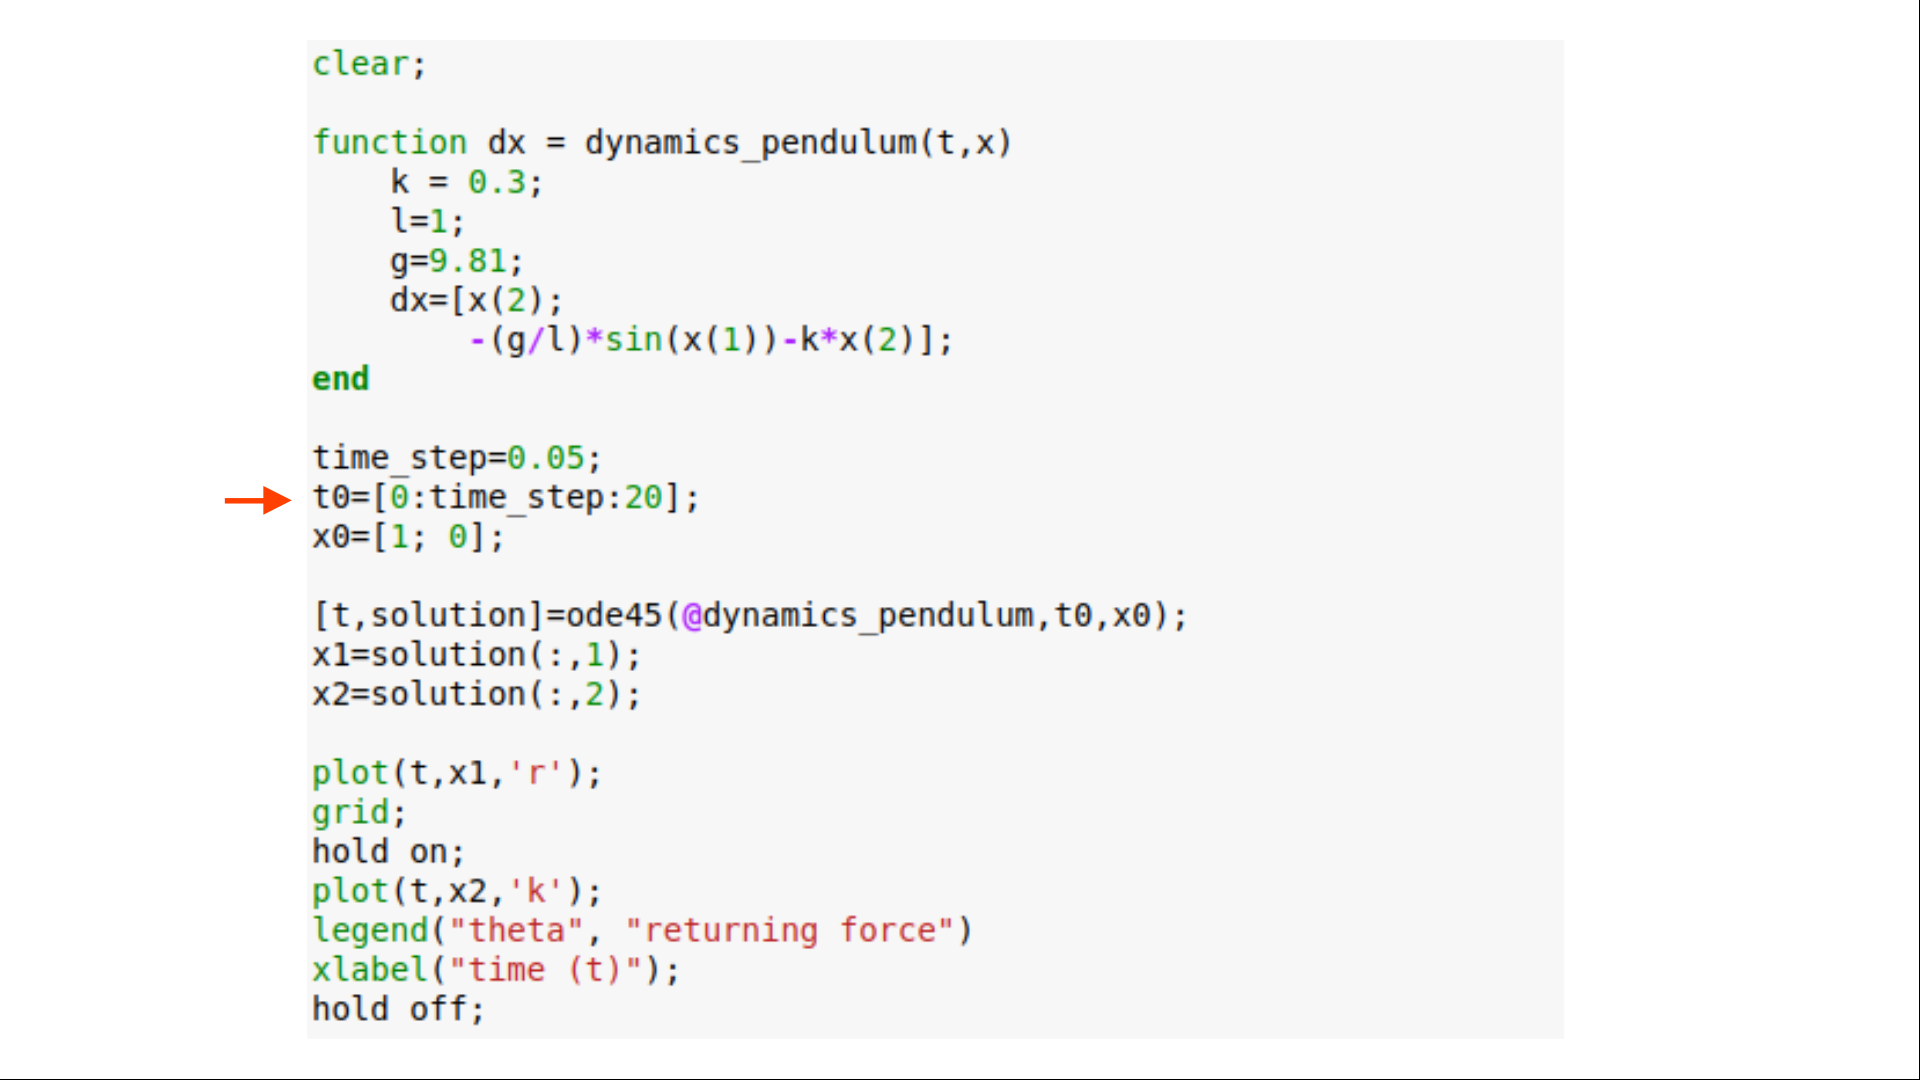 clear;
function dx = dynamics_pendulum(t,x)
    k = 0.3;
    l=1;
    g=9.81;
    dx=[x(2);
        -(g/l)*sin(x(1))-k*x(2)];
end
time_step=0.05;
t0=[0:time_step:20];
x0=[1; 0];
[t,solution]=ode45(@dynamics_pendulum,t0,x0);
x1=solution(:,1);
x2=solution(:,2);
plot(t,x1,'r');
grid;
hold on;
plot(t,x2,'k');
legend("theta", "returning force")
xlabel("time (t)");
hold off;